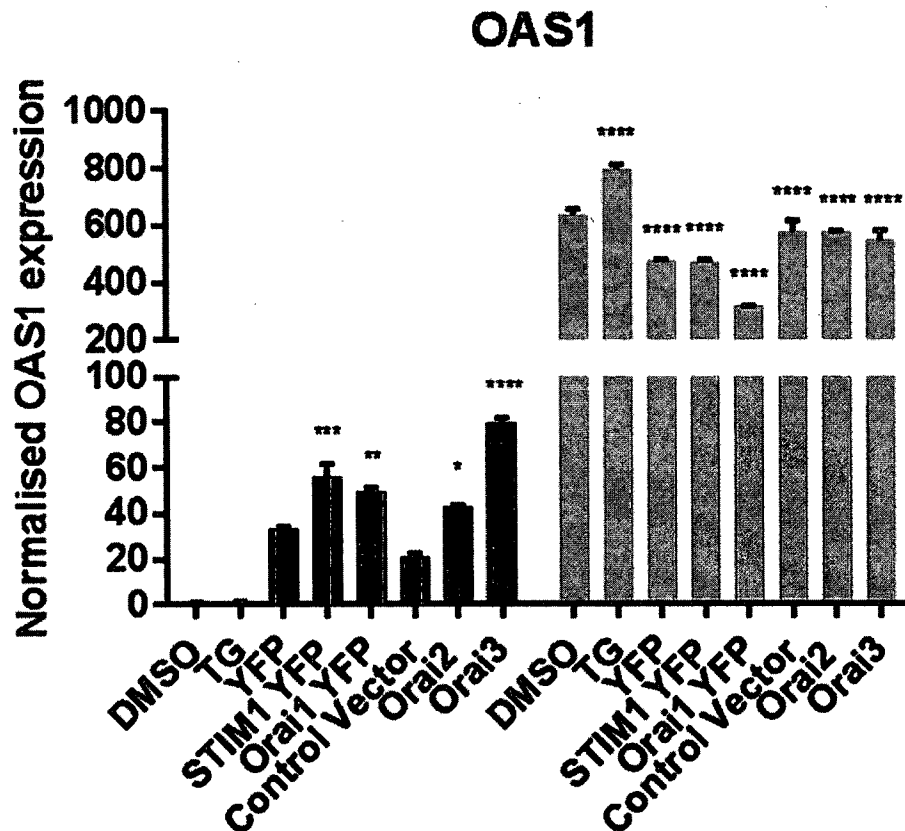 OAS1
Normalised OAS1 expression
1000
800
600
400
200
100
80
60
40
20
0
***
**
*
****
****
****
****
****
****
****
****
DMSO
TG
YFP
STIM1 YFP
Orai1 YFP
Control Vector
Orai2
Orai3
DMSO
TG
YFP
STIM1 YFP
Orai1 YFP
Control Vector
Orai2
Orai3